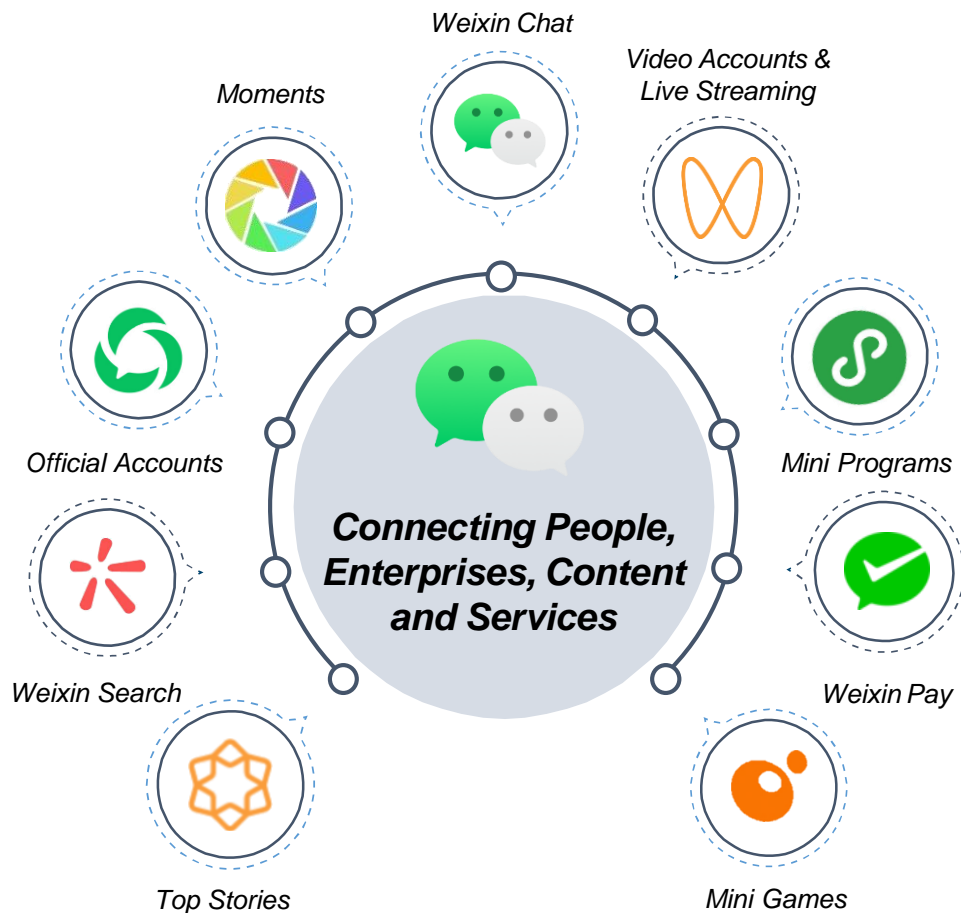 Weixin Chat
Video Accounts &
Live Streaming
Moments
Official Accounts
Mini Programs
Connecting People,
Enterprises, Content
and Services
Weixin Search
Weixin Pay
Top Stories
Mini Games